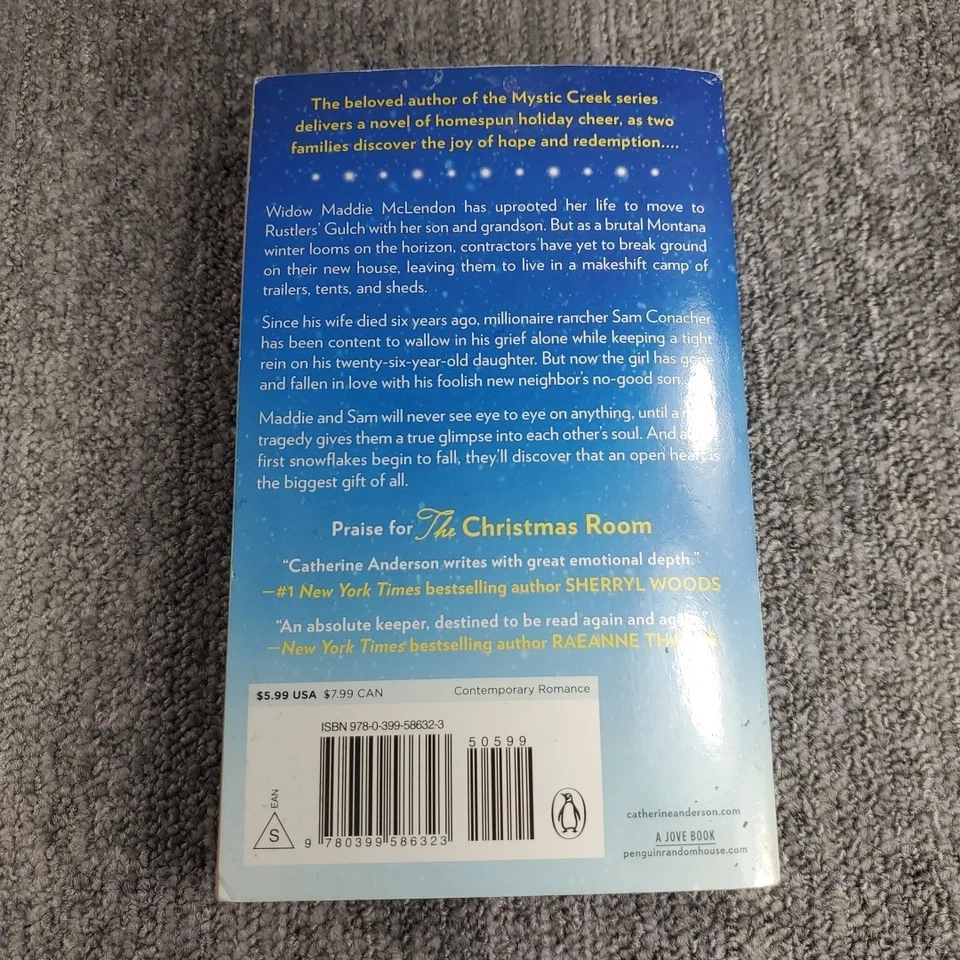 The beloved author of the Mystic Creek series
delivers a novel of homespun holiday cheer, as two
families discover the joy of hope and redemption....
Widow Maddie McLendon has uprooted her life to move to
Rustlers' Gulch with her son and grandson. But as a brutal Montana
winter looms on the horizon, contractors have yet to break ground
on their new house, leaving them to live in a makeshift camp of
trailers, tents, and sheds.
Since his wife died six years ago, millionaire rancher Sam Conacher
has been content to wallow in his grief alone while keeping a tight
rein on his twenty-six-year-old daughter. But now the girl has gone
and fallen in love with his foolish new neighbor's no-good son
Maddie and Sam will never see eye to eye on anything, until a
tragedy gives them a true glimpse into each other's soul. And
first snowflakes begin to fall, they'll discover that an open heart is
the biggest gift of all.
Praise for The Christmas Room
"Catherine Anderson writes with great emotional depth."
—#1 New York Times bestselling author SHERRYL WOODS
"An absolute keeper, destined to be read again and
—New York Times bestselling author RAEANNE
$5.99 USA $7.99 CAN Contemporary Romance
ISBN 978-0-399-58632-3
50599
EAN
S
9 780399 586323
catherineanderson.com
A JOVE BOOK
penguinrandomhouse.com